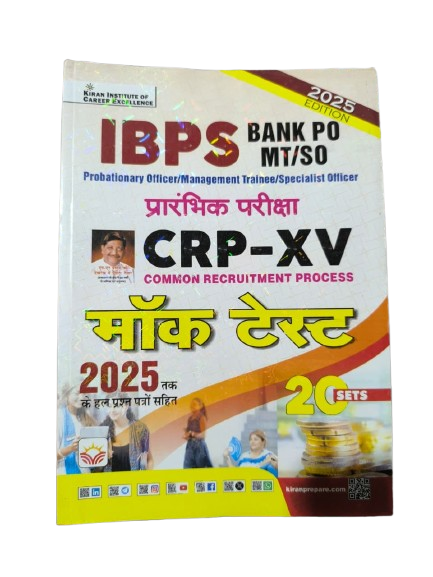 KIRAN INSTITUTE OF
CAREER EXCELLENCE
2025
EDITION
IBPS BANK PO
MT/SO
Probationary Officer/Management Trainee/Specialist Officer
प्रारंभिक परीक्षा
CRP-XV
COMMON RECRUITMENT PROCESS
मॉक टेस्ट
2025 तक
के हल प्रश्न पत्रों सहित
20 SETS
kiranprepare.com